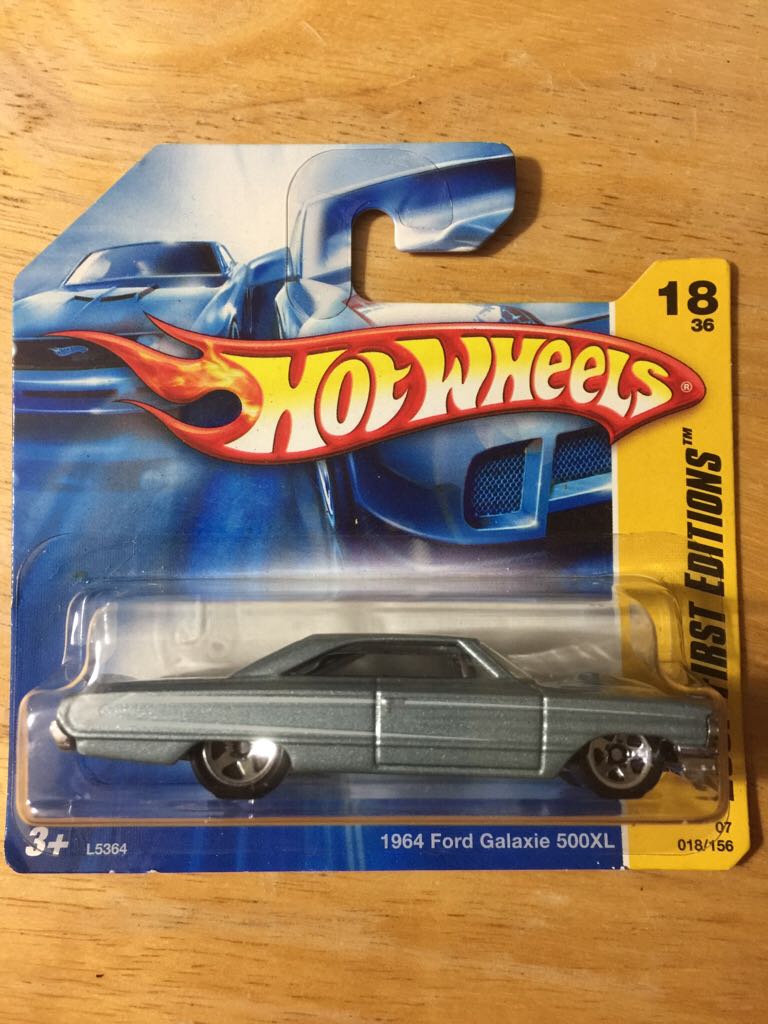 18
36
HOT WHEELS®
FIRST EDITIONS™
3+
L5364
1964 Ford Galaxie 500XL
07
018/156